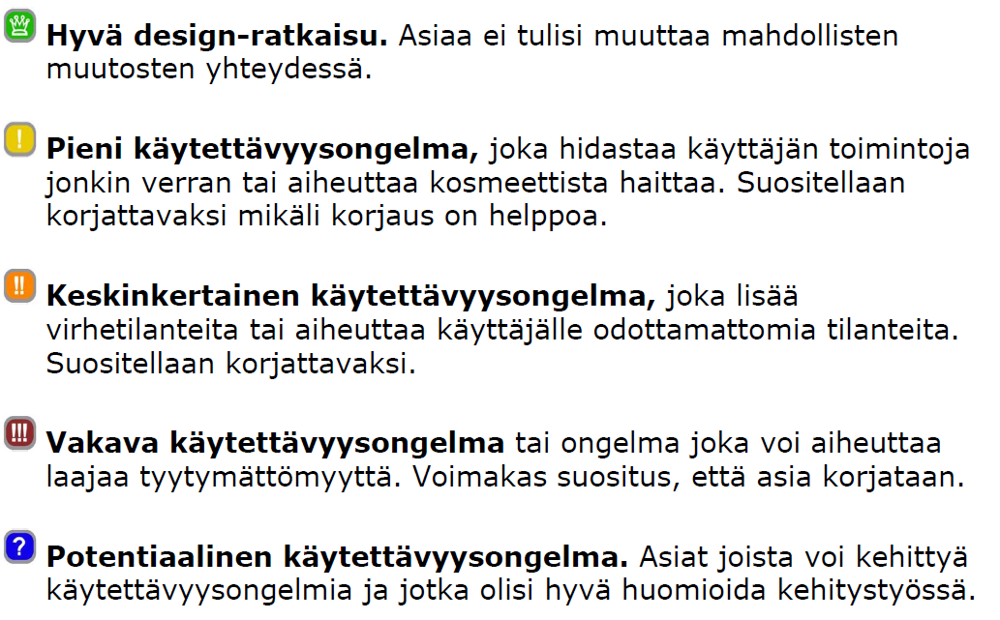 Hyvä design-ratkaisu. Asiaa ei tulisi muuttaa mahdollisten
muutosten yhteydessä.
! Pieni käytettävyysongelma, joka hidastaa käyttäjän toimintoja
jonkin verran tai aiheuttaa kosmeettista haittaa. Suositellaan
korjattavaksi mikäli korjaus on helppoa.
!! Keskinkertainen käytettävyysongelma, joka lisää
virhetilanteita tai aiheuttaa käyttäjälle odottamattomia tilanteita.
Suositellaan korjattavaksi.
!!! Vakava käytettävyysongelma tai ongelma joka voi aiheuttaa
laajaa tyytymättömyyttä. Voimakas suositus, että asia korjataan.
? Potentiaalinen käytettävyysongelma. Asiat joista voi kehittyä
käytettävyysongelmia ja jotka olisi hyvä huomioida kehitystyössä.